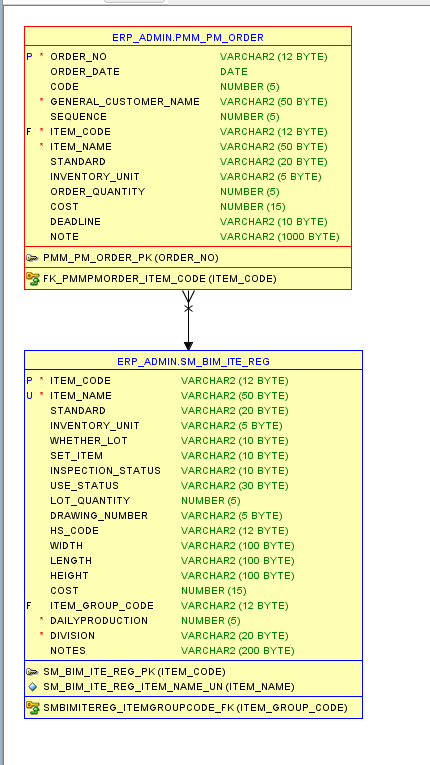 ERP_ADMIN.PMM_PM_ORDER
P * ORDER_NO VARCHAR2 (12 BYTE)
ORDER_DATE DATE
CODE NUMBER (5)
* GENERAL_CUSTOMER_NAME VARCHAR2 (50 BYTE)
SEQUENCE NUMBER (5)
F * ITEM_CODE VARCHAR2 (12 BYTE)
* ITEM_NAME VARCHAR2 (50 BYTE)
STANDARD VARCHAR2 (20 BYTE)
INVENTORY_UNIT VARCHAR2 (5 BYTE)
ORDER_QUANTITY NUMBER (5)
COST NUMBER (15)
DEADLINE VARCHAR2 (10 BYTE)
NOTE VARCHAR2 (1000 BYTE)
PMM_PM_ORDER_PK (ORDER_NO)
FK_PMMPMORDER_ITEM_CODE (ITEM_CODE)
ERP_ADMIN.SM_BIM_ITE_REG
P * ITEM_CODE VARCHAR2 (12 BYTE)
U * ITEM_NAME VARCHAR2 (50 BYTE)
STANDARD VARCHAR2 (20 BYTE)
INVENTORY_UNIT VARCHAR2 (5 BYTE)
WHETHER_LOT VARCHAR2 (10 BYTE)
SET_ITEM VARCHAR2 (10 BYTE)
INSPECTION_STATUS VARCHAR2 (10 BYTE)
USE_STATUS VARCHAR2 (30 BYTE)
LOT_QUANTITY NUMBER (5)
DRAWING_NUMBER VARCHAR2 (5 BYTE)
HS_CODE VARCHAR2 (12 BYTE)
WIDTH VARCHAR2 (100 BYTE)
LENGTH VARCHAR2 (100 BYTE)
HEIGHT VARCHAR2 (100 BYTE)
COST NUMBER (15)
F ITEM_GROUP_CODE VARCHAR2 (12 BYTE)
* DAILYPRODUCTION NUMBER (5)
* DIVISION VARCHAR2 (20 BYTE)
NOTES VARCHAR2 (200 BYTE)
SM_BIM_ITE_REG_PK (ITEM_CODE)
SM_BIM_ITE_REG_ITEM_NAME_UN (ITEM_NAME)
SMBIMITEREG_ITEMGROUPCODE_FK (ITEM_GROUP_CODE)